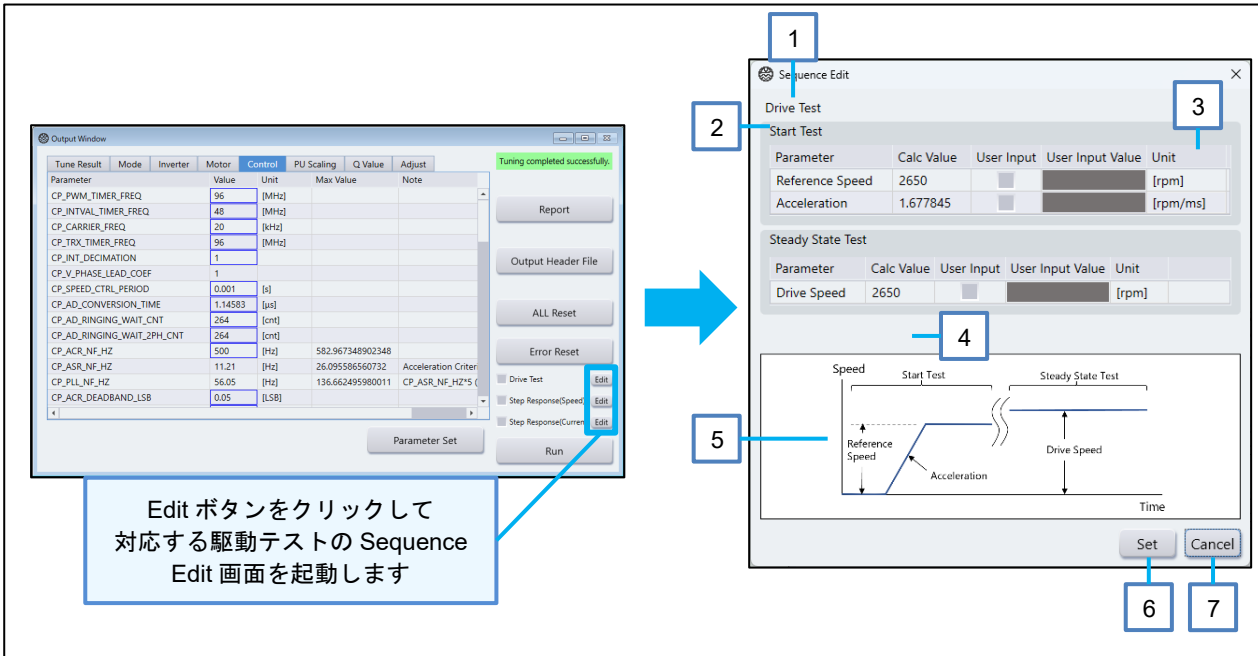 Output Window
Tune Result Mode Inverter Motor Control PU Scaling Q Value Adjust
Parameter Value Unit Max Value Note
CP_PWM_TIMER_FREQ 96 [MHz]
CP_INTVAL_TIMER_FREQ 48 [MHz]
CP_CARRIER_FREQ 20 [kHz]
CP_TRX_TIMER_FREQ 96 [MHz]
CP_INT_DECIMATION 1
CP_V_PHASE_LEAD_COEF 1
CP_SPEED_CTRL_PERIOD 0.001 [s]
CP_AD_CONVERSION_TIME 1.14583 [μs]
CP_AD_RINGING_WAIT_CNT 264 [cnt]
CP_AD_RINGING_WAIT_2PH_CNT 264 [cnt]
CP_ACR_NF_HZ 500 [Hz] 582.967348902348
CP_ASR_NF_HZ 11.21 [Hz] 26.095586560732 Acceleration Criter
CP_PLL_NF_HZ 56.05 [Hz] 136.662495980011 CP_ASR_NF_HZ*5 (
CP_ACR_DEADBAND_LSB 0.05 [LSB]
Parameter Set
Tuning completed successfully.
Report
Output Header File
ALL Reset
Error Reset
Drive Test Edit
Step Response(Speed) Edit
Step Response(Curren Edit
Run
Edit ボタンをクリックして
対応する駆動テストの Sequence
Edit 画面を起動します
1
Sequence Edit
Drive Test
2
3
Start Test
Parameter Calc Value User Input User Input Value Unit
Reference Speed 2650 [rpm]
Acceleration 1.677845 [rpm/ms]
Steady State Test
Parameter Calc Value User Input User Input Value Unit
Drive Speed 2650 [rpm]
4
5
Speed Start Test Steady State Test
Reference
Speed
Drive Speed
Acceleration
Time
Set Cancel
6 7